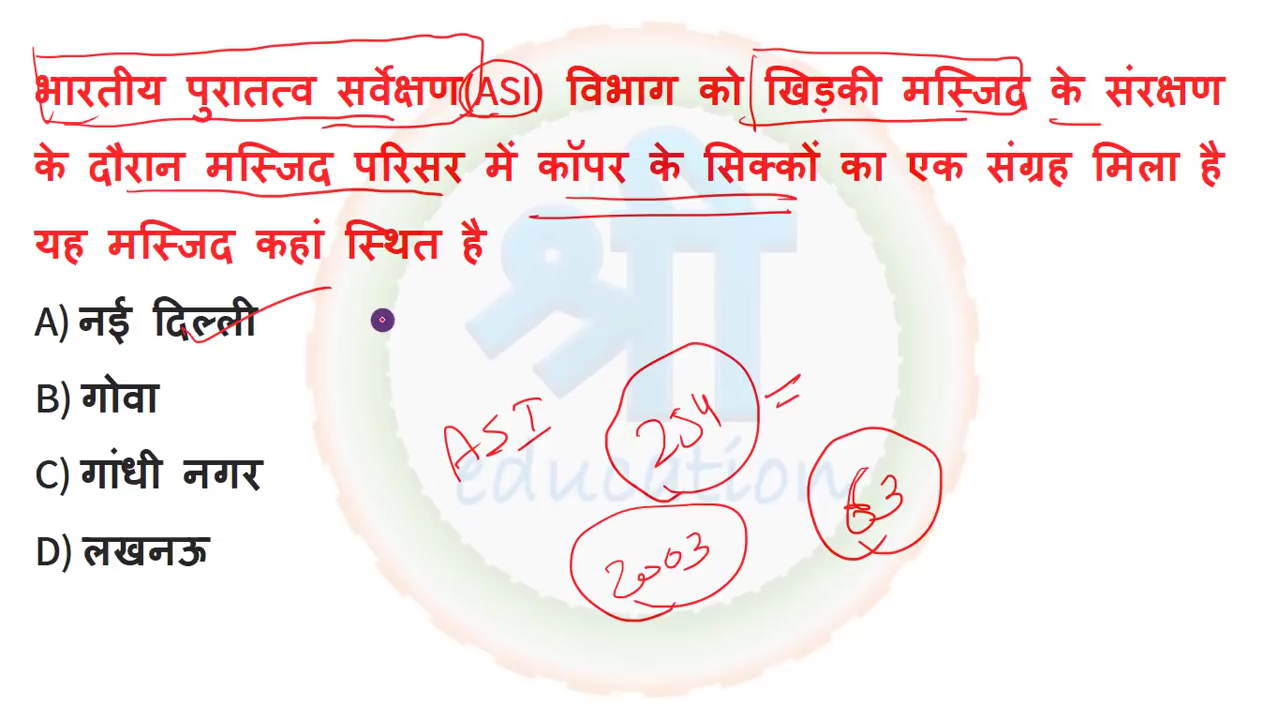 भारतीय पुरातत्व सर्वेक्षण(ASI) विभाग को खिड़की मस्जिद के संरक्षण
के दौरान मस्जिद परिसर में कॉपर के सिक्कों का एक संग्रह मिला है
यह मस्जिद कहां स्थित है
A) नई दिल्ली
B) गोवा
C) गांधी नगर
D) लखनऊ
श्री
education
ASI 254 =
63
2003